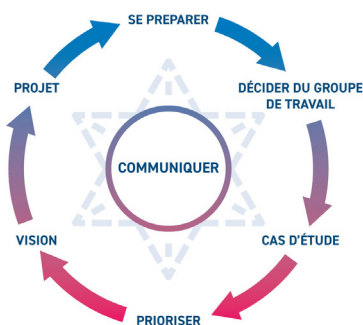 SE PREPARER
DÉCIDER DU GROUPE
DE TRAVAIL
CAS D'ÉTUDE
PRIORISER
VISION
PROJET
COMMUNIQUER